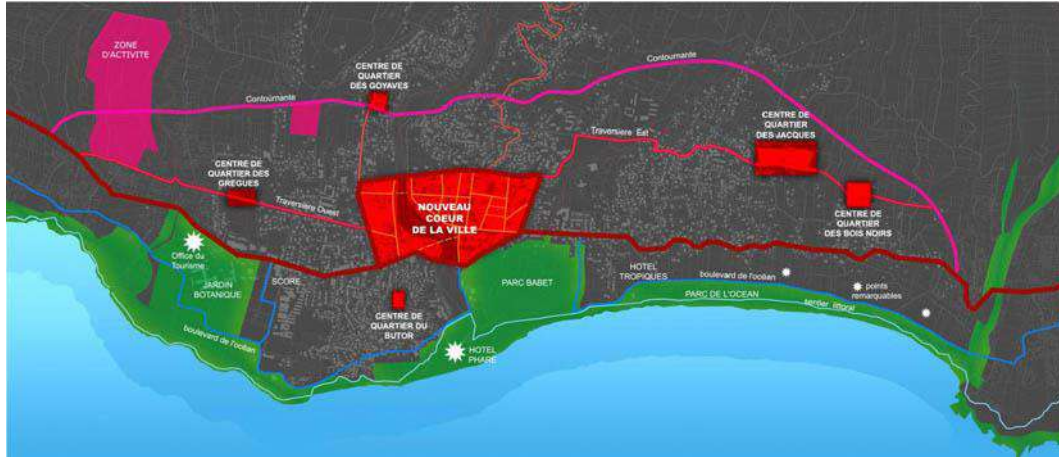 ZONE
D'ACTIVITE
CENTRE DE
QUARTIER
DES GOYAVES
Contournante
Contournante
CENTRE DE
QUARTIER
DES JACQUES
Traversiere Est
CENTRE DE
QUARTIER DES
GREGUES
Traversiere Ouest
NOUVEAU
COEUR
DE LA VILLE
CENTRE DE
QUARTIER
DES BOIS NOIRS
Office du
Tourisme
JARDIN
BOTANIQUE
SCORE
PARC BABET
HOTEL
TROPIQUES
boulevard de l'océan
points
remarquables
PARC DE L'OCEAN
sentier littoral
CENTRE DE
QUARTIER DU
BUTOR
boulevard de l'océan
HOTEL
PHARE